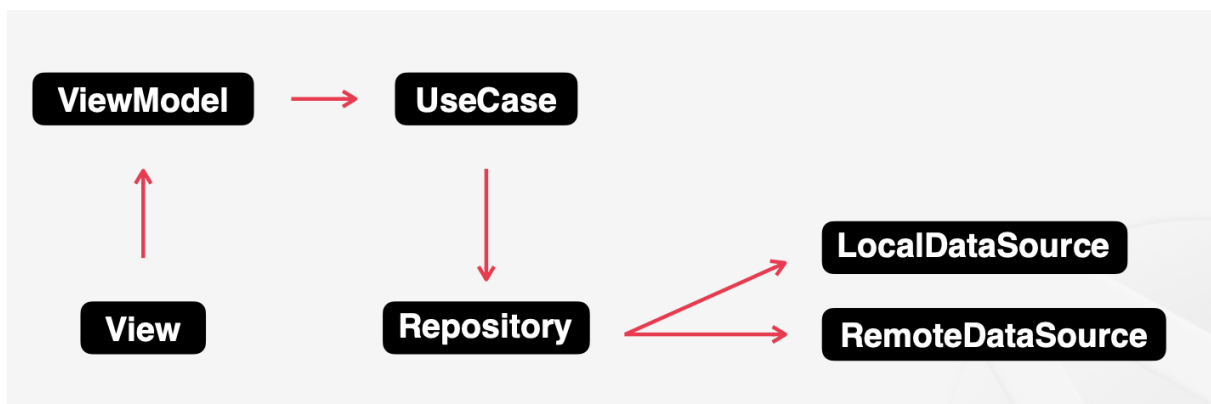 ViewModel
UseCase
LocalDataSource
View
Repository
RemoteDataSource